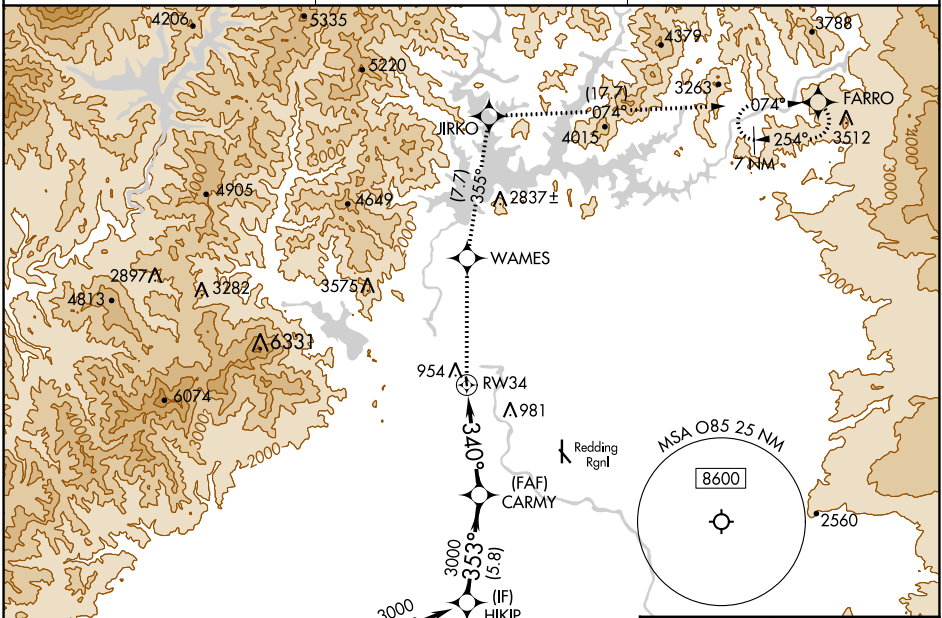 4206
5335
5220
4379
3788
3263
(17.7)
074°
JIRKO
4015
074°
FARRO
254°
3512
7 NM
4905
4649
(7.7)
355°
2837±
WAMES
2897
3282
3575
4813
6331
6074
954
RW34
981
340°
Redding
Rgnl
MSA O85 25 NM
8600
(FAF)
CARMY
2560
3000
353°
(5.8)
3000
(IF)
HIKIP
3000